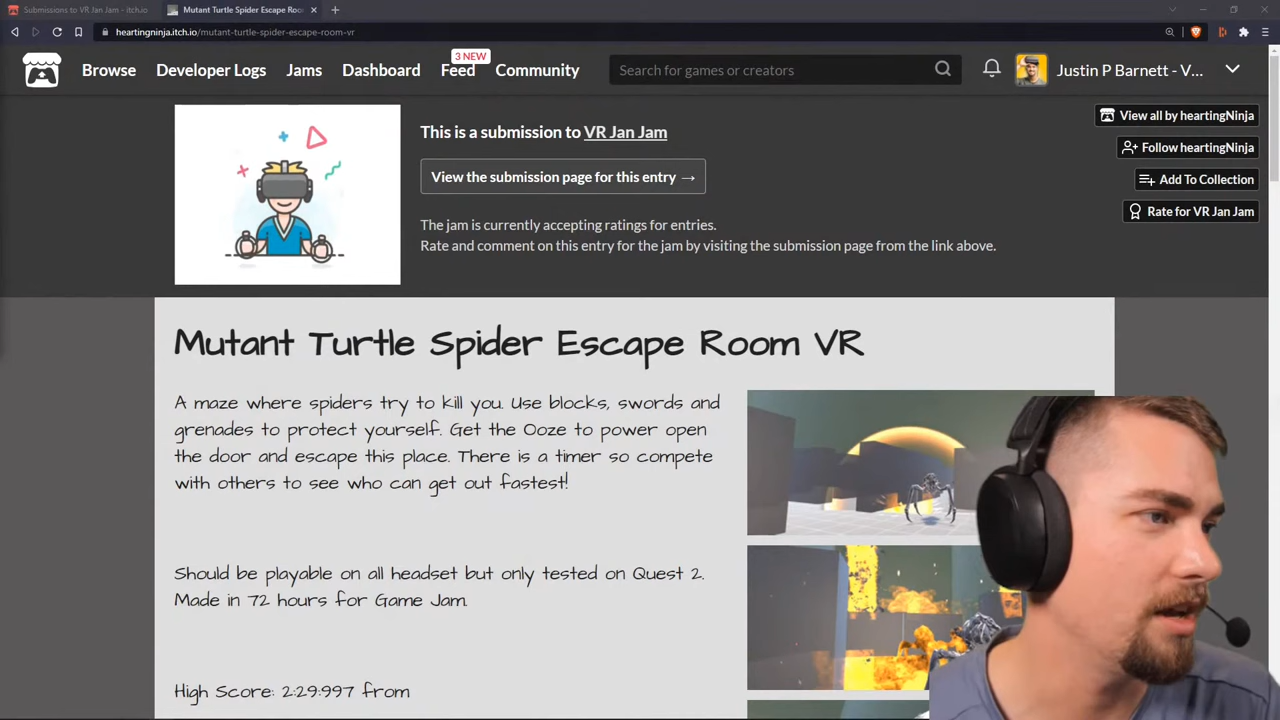 Submissions to VR Jan Jam - itch.io
Mutant Turtle Spider Escape Roo
heartingninja.itch.io/mutant-turtle-spider-escape-room-vr
3 NEW
Browse Developer Logs Jams Dashboard Feed Community Search for games or creators Justin P Barnett - V...
This is a submission to VR Jan Jam
View the submission page for this entry →
The jam is currently accepting ratings for entries.
Rate and comment on this entry for the jam by visiting the submission page from the link above.
View all by heartingNinja
Follow heartingNinja
Add To Collection
Rate for VR Jan Jam
Mutant Turtle Spider Escape Room VR
A maze where spiders try to kill you. Use blocks, swords and
grenades to protect yourself. Get the Ooze to power open
the door and escape this place. There is a timer so compete
with others to see who can get out fastest!
Should be playable on all headset but only tested on Quest 2.
Made in 72 hours for Game Jam.
High Score: 2:29:997 from